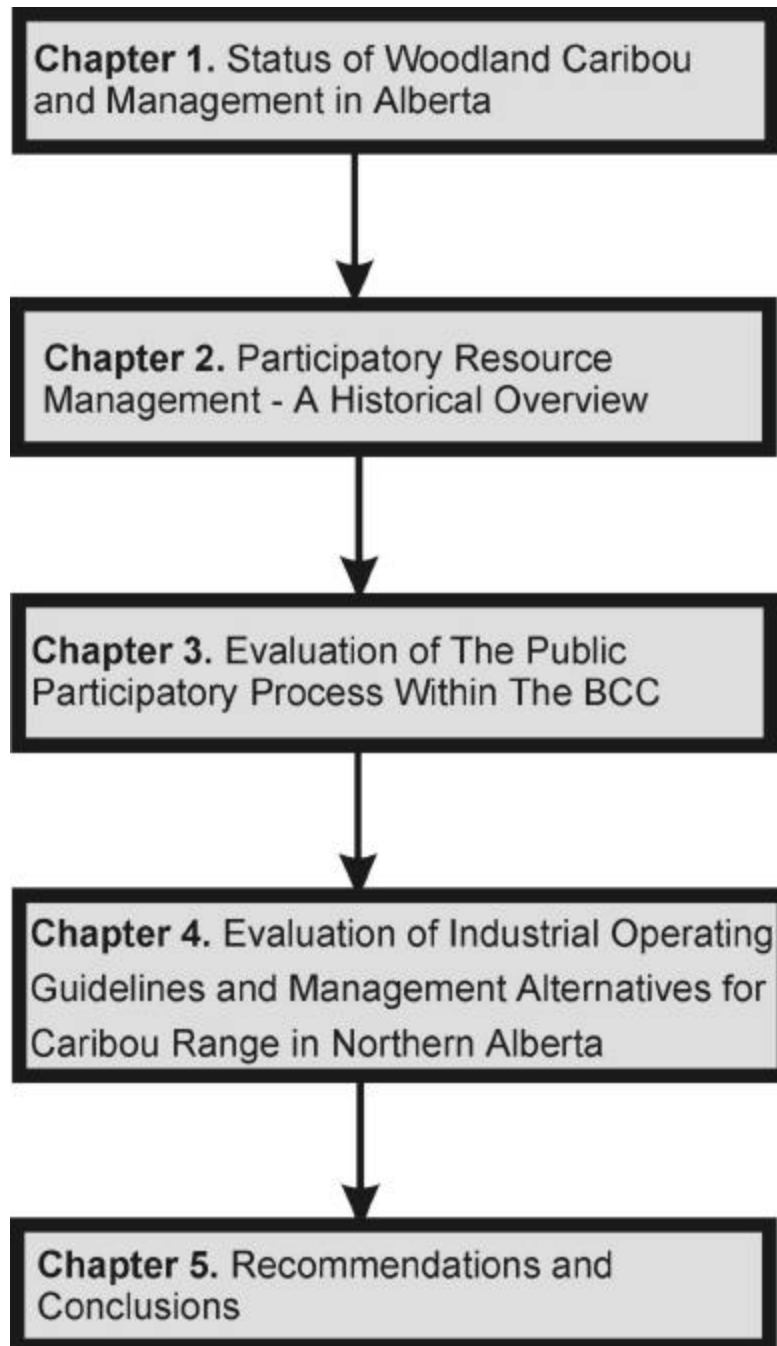 Chapter 1. Status of Woodland Caribou
and Management in Alberta
Chapter 2. Participatory Resource
Management - A Historical Overview
Chapter 3. Evaluation of The Public
Participatory Process Within The BCC
Chapter 4. Evaluation of Industrial Operating
Guidelines and Management Alternatives for
Caribou Range in Northern Alberta
Chapter 5. Recommendations and
Conclusions